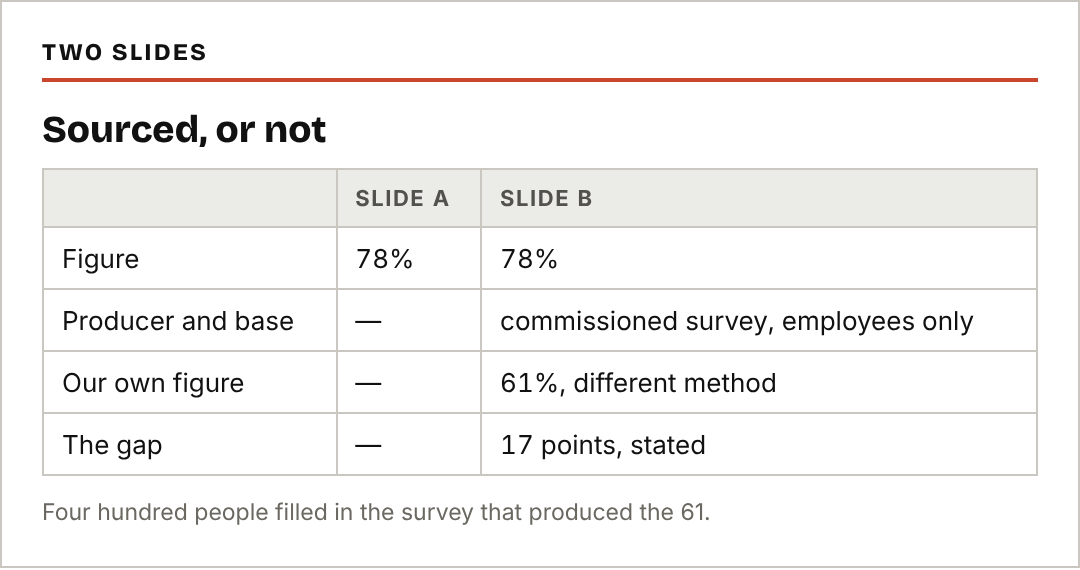 TWO SLIDES
Sourced, or not
SLIDE A SLIDE B
Figure 78% 78%
Producer and base — commissioned survey, employees only
Our own figure — 61%, different method
The gap — 17 points, stated
Four hundred people filled in the survey that produced the 61.